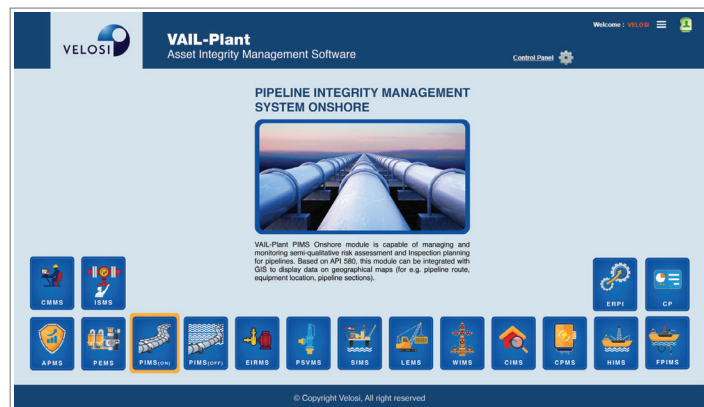 VELOSI
VAIL-Plant
Asset Integrity Management Software
Welcome : VELOSI
Control Panel
PIPELINE INTEGRITY MANAGEMENT
SYSTEM ONSHORE
VAIL-Plant PIMS Onshore module is capable of managing and
monitoring semi-qualitative risk assessment and Inspection planning
for pipelines. Based on API 580, this module can be integrated with
GIS to display data on geographical maps (for e.g. pipeline route,
equipment location, pipeline sections).
CMMS ISMS ERPI CP
APMS PEMS PIMS(ON) PIMS(OFF) EIRMS PSVMS SIMS LEMS WIMS CIMS CPMS HIMS FPIMS
© Copyright Velosi, All right reserved